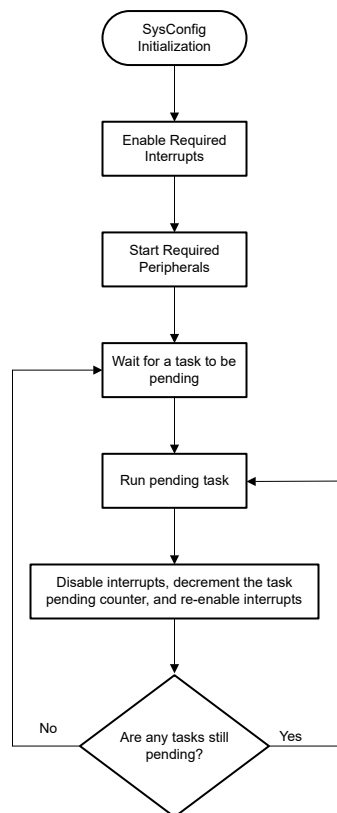 SysConfig
Initialization
Enable Required
Interrupts
Start Required
Peripherals
Wait for a task to be
pending
Run pending task
Disable interrupts, decrement the task
pending counter, and re-enable interrupts
No
Are any tasks still
pending?
Yes